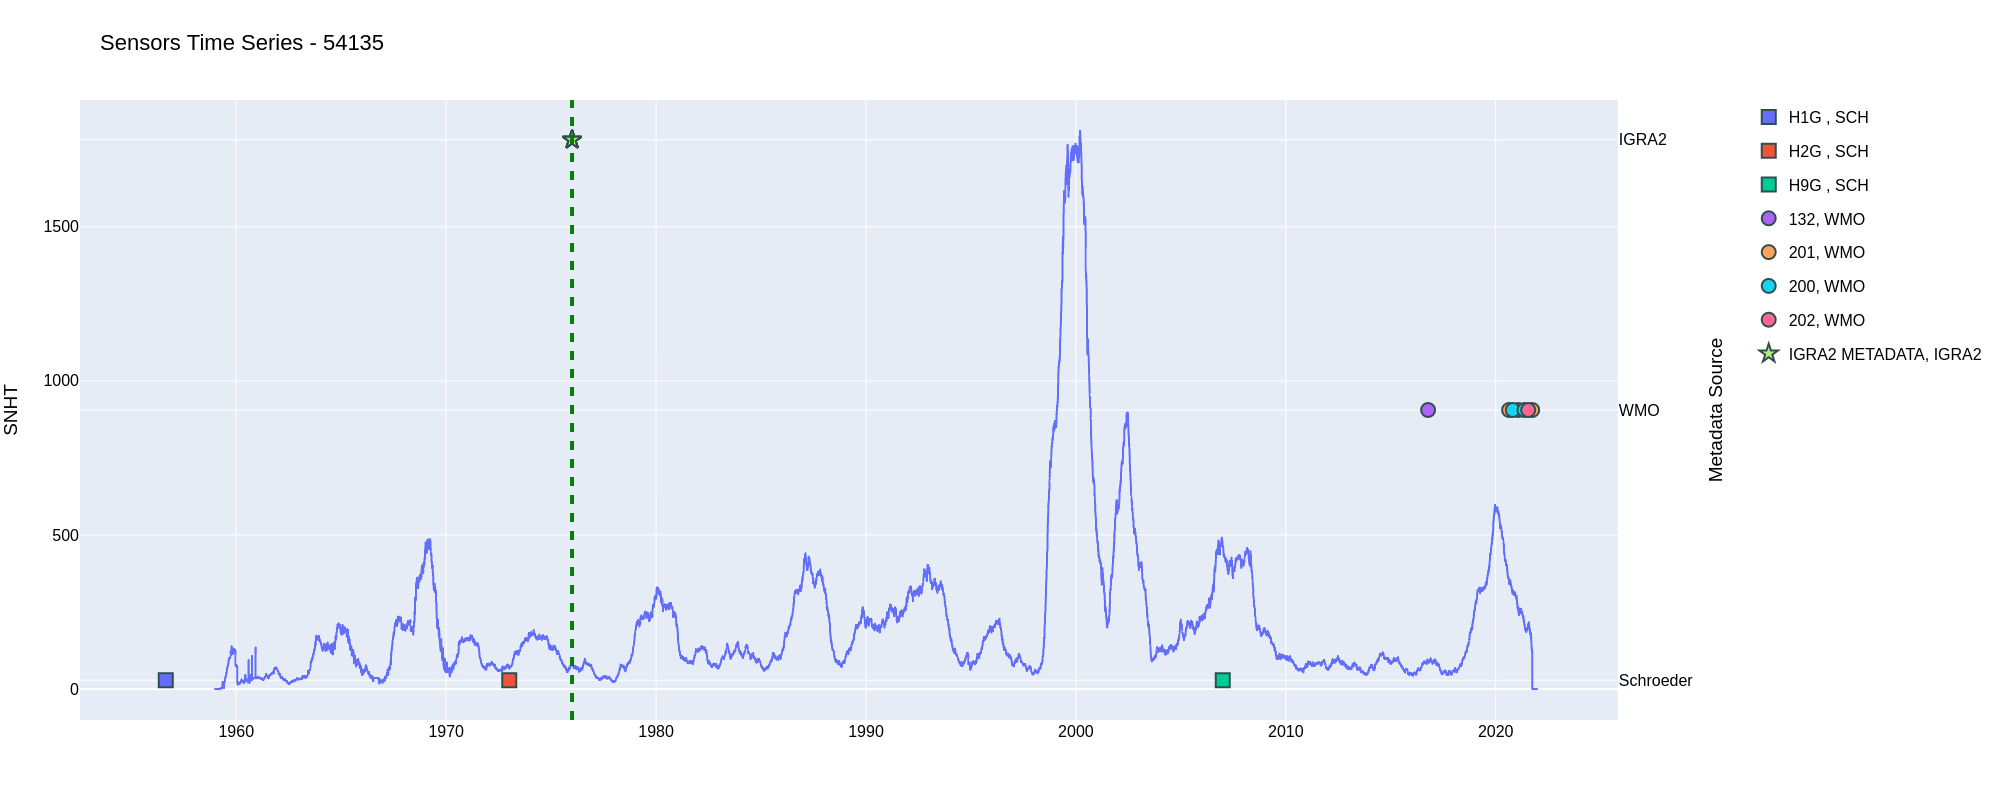 Sensors Time Series - 54135
SNHT
1500
1000
500
0
1960
1970
1980
1990
2000
2010
2020
IGRA2
WMO
Schroeder
Metadata Source
H1G , SCH
H2G , SCH
H9G , SCH
132, WMO
201, WMO
200, WMO
202, WMO
IGRA2 METADATA, IGRA2